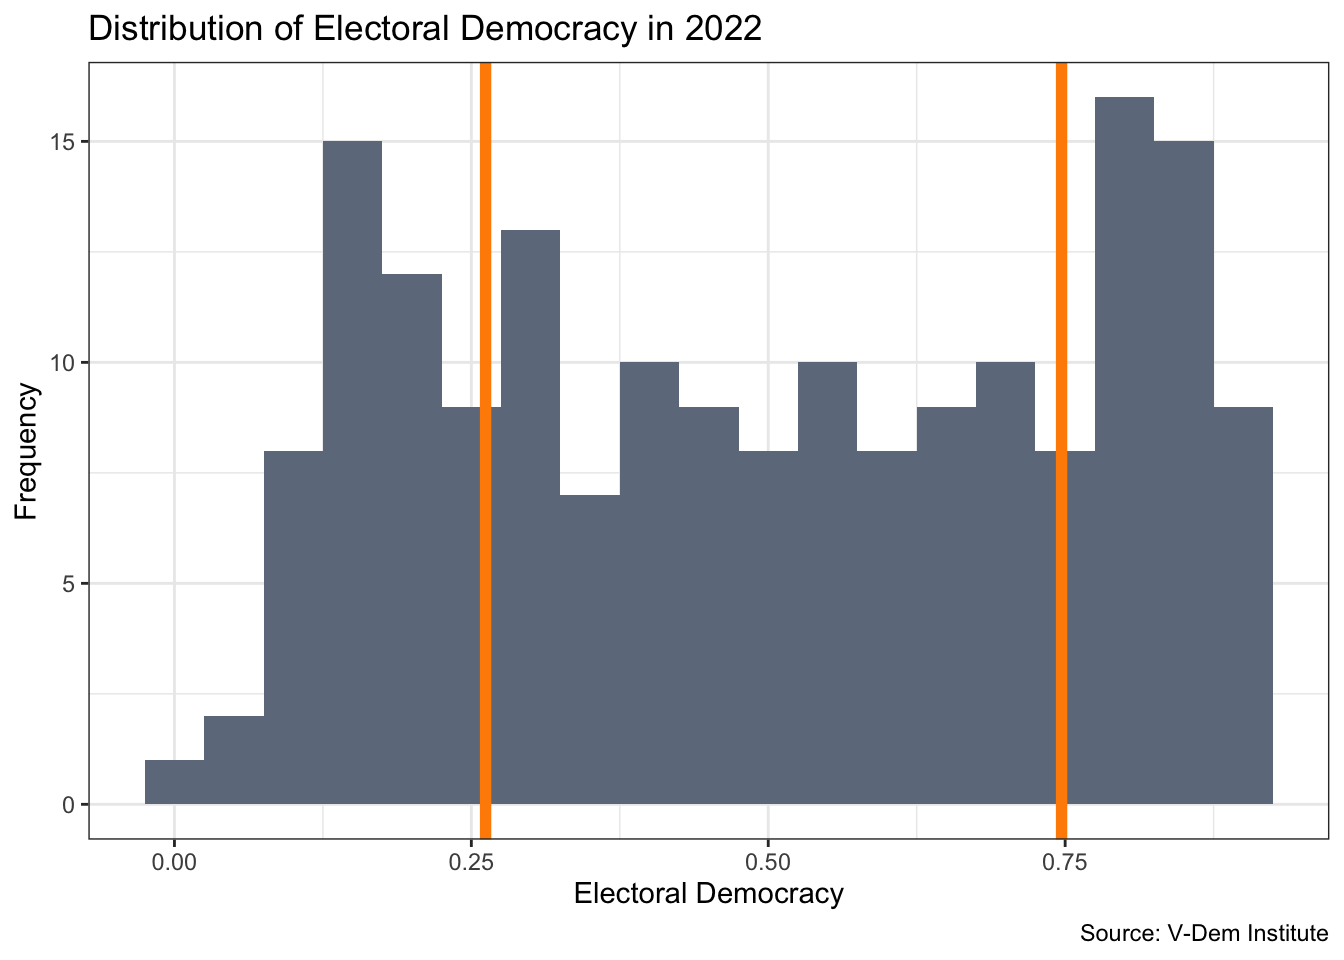 Distribution of Electoral Democracy in 2022
15
10
5
0
Frequency
0.00 0.25 0.50 0.75
Electoral Democracy
Source: V-Dem Institute